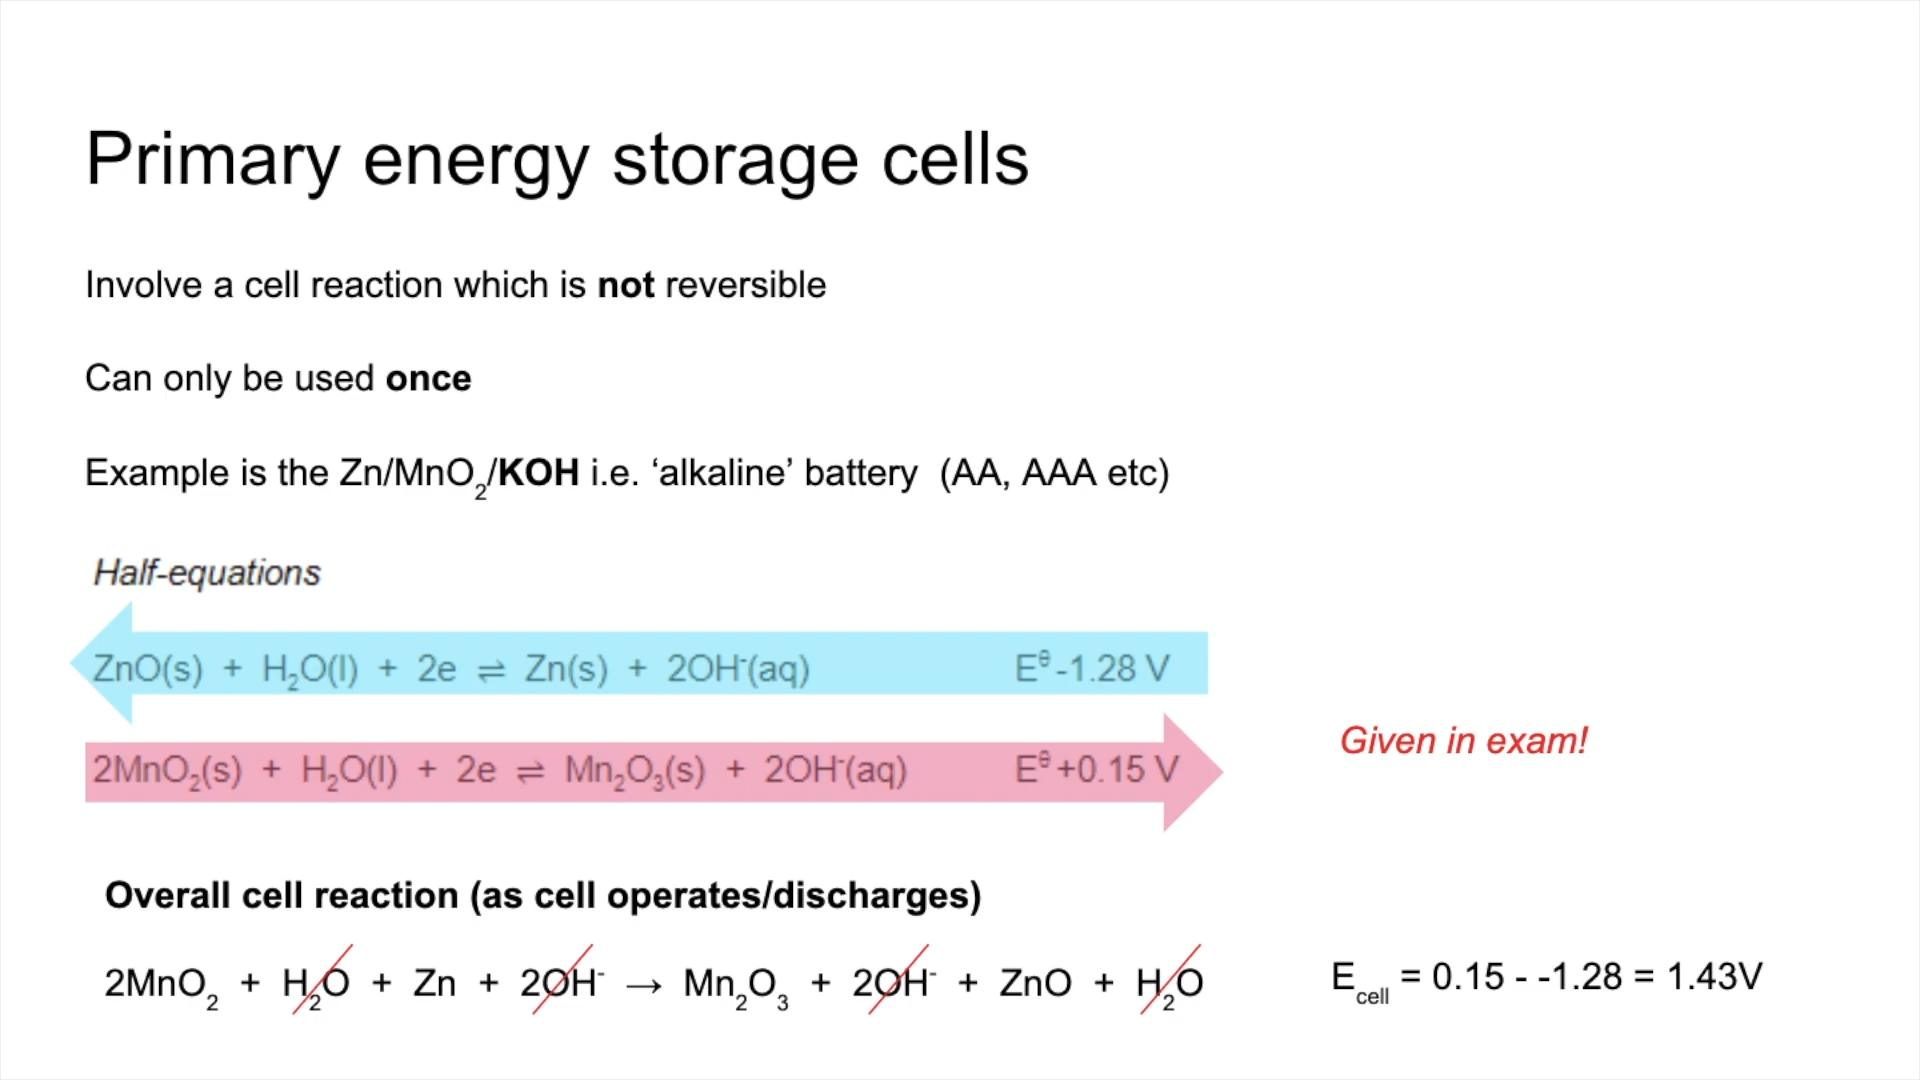 Primary energy storage cells
Involve a cell reaction which is not reversible
Can only be used once
Example is the Zn/MnO₂/KOH i.e. ‘alkaline’ battery (AA, AAA etc)
Half-equations
ZnO(s) + H₂O(l) + 2e ⇌ Zn(s) + 2OH⁻(aq) Eᶿ -1.28 V
2MnO₂(s) + H₂O(l) + 2e ⇌ Mn₂O₃(s) + 2OH⁻(aq) Eᶿ +0.15 V
Given in exam!
Overall cell reaction (as cell operates/discharges)
2MnO₂ + H₂O + Zn + 2OH⁻ → Mn₂O₃ + 2OH⁻ + ZnO + H₂O
E cell = 0.15 - -1.28 = 1.43V